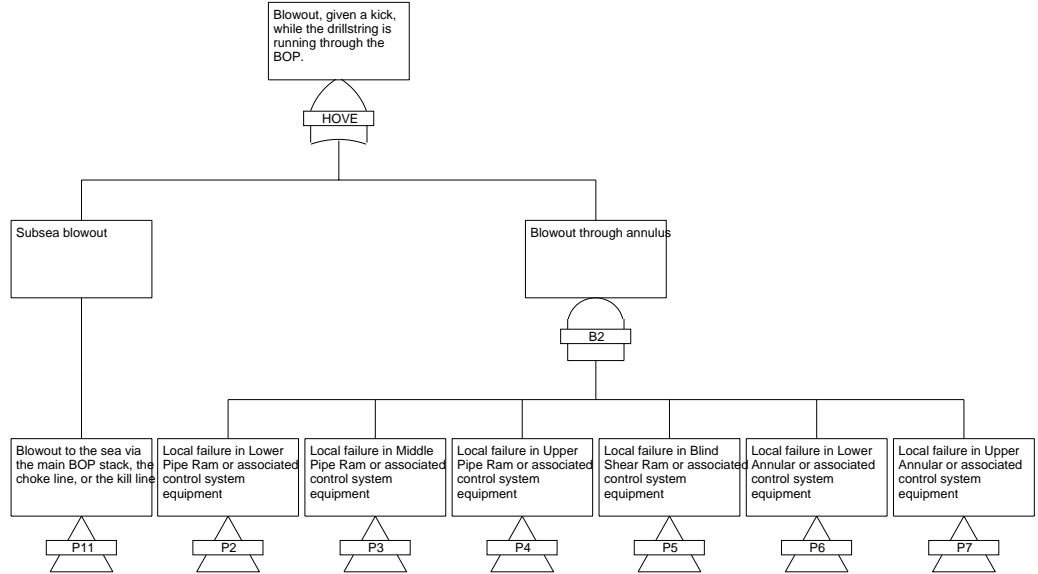 Blowout, given a kick,
while the drillstring is
running through the
BOP.
HOVE
Subsea blowout
Blowout through annulus
B2
Blowout to the sea via
the main BOP stack, the
choke line, or the kill line
Local failure in Lower
Pipe Ram or associated
control system
equipment
Local failure in Middle
Pipe Ram or associated
control system
equipment
Local failure in Upper
Pipe Ram or associated
control system
equipment
Local failure in Blind
Shear Ram or associated
control system
equipment
Local failure in Lower
Annular or associated
control system
equipment
Local failure in Upper
Annular or associated
control system
equipment
P11
P2
P3
P4
P5
P6
P7